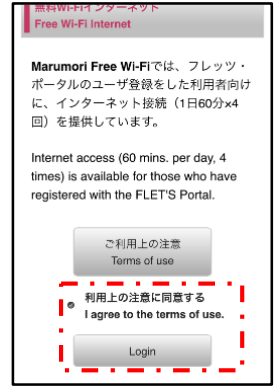 無料Wi-Fiインターネット
Free Wi-Fi Internet
Marumori Free Wi-Fiでは、フレッツ・
ポータルのユーザ登録をした利用者向け
に、インターネット接続（1日60分×4
回）を提供しています。
Internet access (60 mins. per day, 4
times) is available for those who have
registered with the FLET'S Portal.
ご利用上の注意
Terms of use
利用上の注意に同意する
I agree to the terms of use.
Login